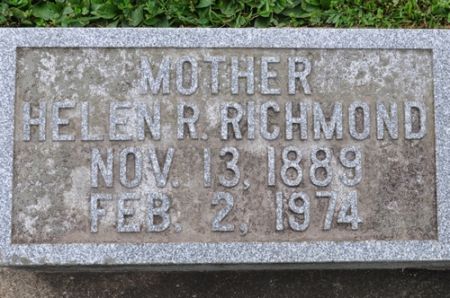 MOTHER
HELEN R. RICHMOND
NOV. 13, 1889
FEB. 2, 1974